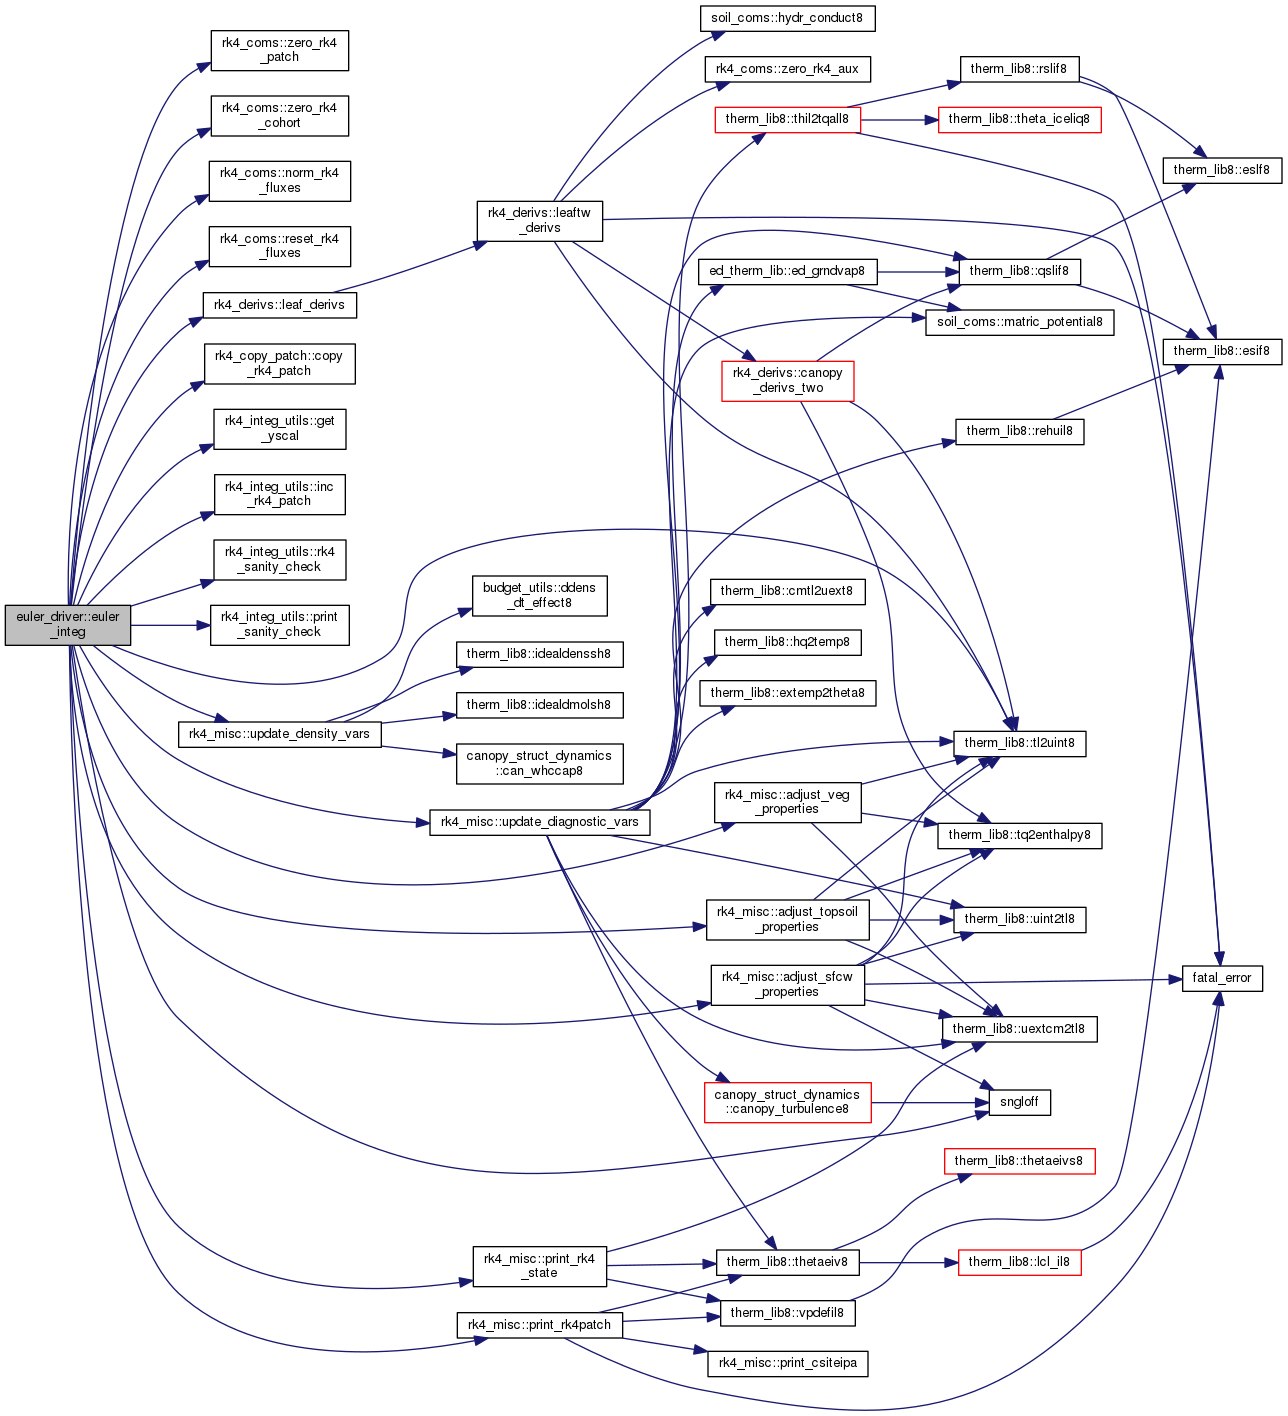 soil_coms::hydr_conduct8
rk4_coms::zero_rk4
_patch
rk4_coms::zero_rk4_aux
therm_lib8::rslif8
rk4_coms::zero_rk4
_cohort
therm_lib8::thil2tqall8
therm_lib8::theta_iceliq8
rk4_coms::norm_rk4
_fluxes
therm_lib8::eslf8
rk4_derivs::leaftw
_derivs
rk4_coms::reset_rk4
_fluxes
ed_therm_lib::ed_grndvap8
therm_lib8::qslif8
rk4_derivs::leaf_derivs
soil_coms::matric_potential8
rk4_copy_patch::copy
_rk4_patch
therm_lib8::esif8
rk4_derivs::canopy
_derivs_two
rk4_integ_utils::get
_yscal
therm_lib8::rehuil8
rk4_integ_utils::inc
_rk4_patch
rk4_integ_utils::rk4
_sanity_check
budget_utils::ddens
_dt_effect8
therm_lib8::cmtl2uext8
euler_driver::euler
_integ
rk4_integ_utils::print
_sanity_check
therm_lib8::idealdenssh8
therm_lib8::hq2temp8
therm_lib8::idealdmolsh8
therm_lib8::extemp2theta8
rk4_misc::update_density_vars
canopy_struct_dynamics
::can_whccap8
therm_lib8::tl2uint8
rk4_misc::adjust_veg
_properties
rk4_misc::update_diagnostic_vars
therm_lib8::tq2enthalpy8
rk4_misc::adjust_topsoil
_properties
therm_lib8::uint2tl8
rk4_misc::adjust_sfcw
_properties
fatal_error
therm_lib8::uextcm2tl8
canopy_struct_dynamics
::canopy_turbulence8
sngloff
therm_lib8::thetaeivs8
rk4_misc::print_rk4
_state
therm_lib8::thetaeiv8
therm_lib8::lcl_il8
therm_lib8::vpdefil8
rk4_misc::print_rk4patch
rk4_misc::print_csiteipa